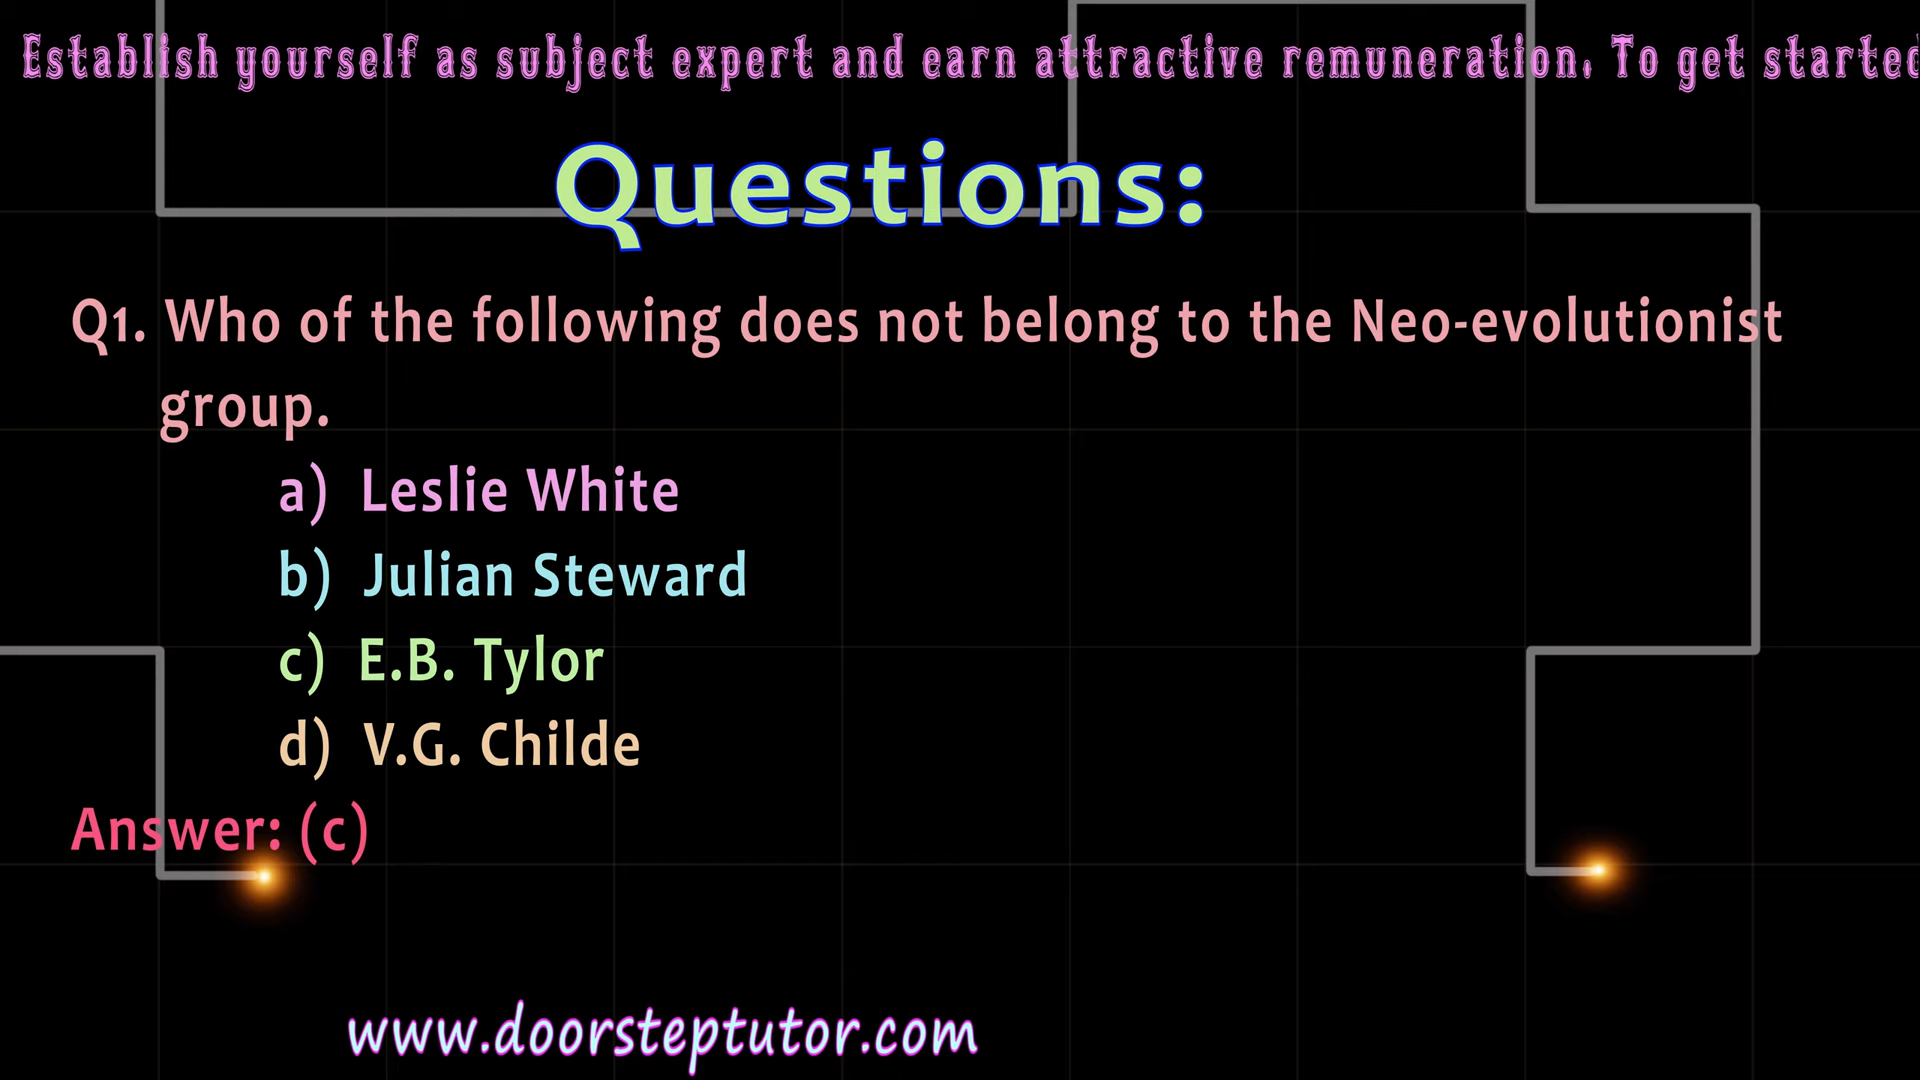 Establish yourself as subject expert and earn attractive remuneration. To get started
Questions:
Q1. Who of the following does not belong to the Neo-evolutionist
group.
a) Leslie White
b) Julian Steward
c) E.B. Tylor
d) V.G. Childe
Answer: (c)
www.doorsteptutor.com